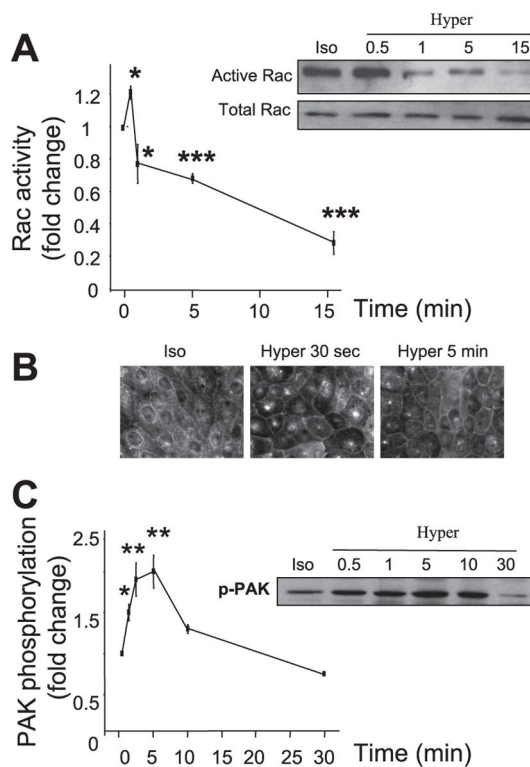 A
Hyper
Iso 0.5 1 5 15
Active Rac
Total Rac
Rac activity
(fold change)
1.2
1.0
0.8
0.6
0.4
0.2
0
* * *** ***
0 5 10 15 Time (min)
B
Iso Hyper 30 sec Hyper 5 min
C
Hyper
Iso 0.5 1 5 10 30
p-PAK
PAK phosphorylation
(fold change)
2.5
1.5
0.5
0
* ** **
0 5 10 15 20 25 30 Time (min)